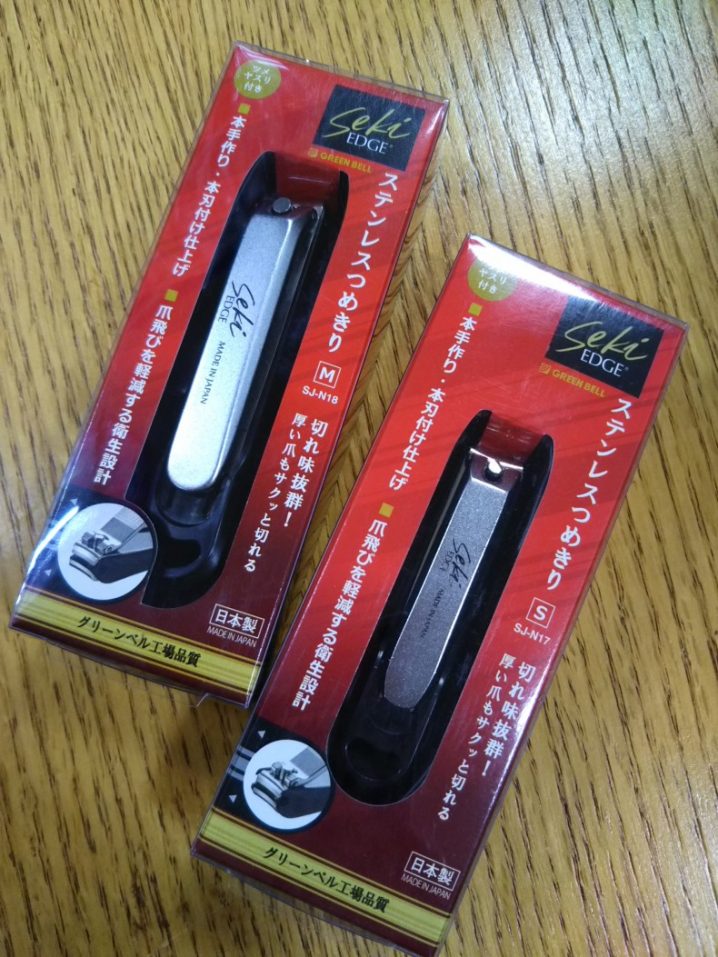 ツメ
ヤスリ
付き
Seki
EDGE
GREEN BELL
ステンレスつめきり
M
SJ-N18
本手作り・本刃付け仕上げ
爪飛びを軽減する衛生設計
切れ味抜群！
厚い爪もサクッと切れる
Seki
EDGE
MADE IN JAPAN
日本製
MADE IN JAPAN
グリーンベル工場品質
ヤスリ
付き
Seki
EDGE
GREEN BELL
ステンレスつめきり
S
SJ-N17
本手作り・本刃付け仕上げ
爪飛びを軽減する衛生設計
切れ味抜群！
厚い爪もサクッと切れる
Seki
EDGE
MADE IN JAPAN
日本製
MADE IN JAPAN
グリーンベル工場品質